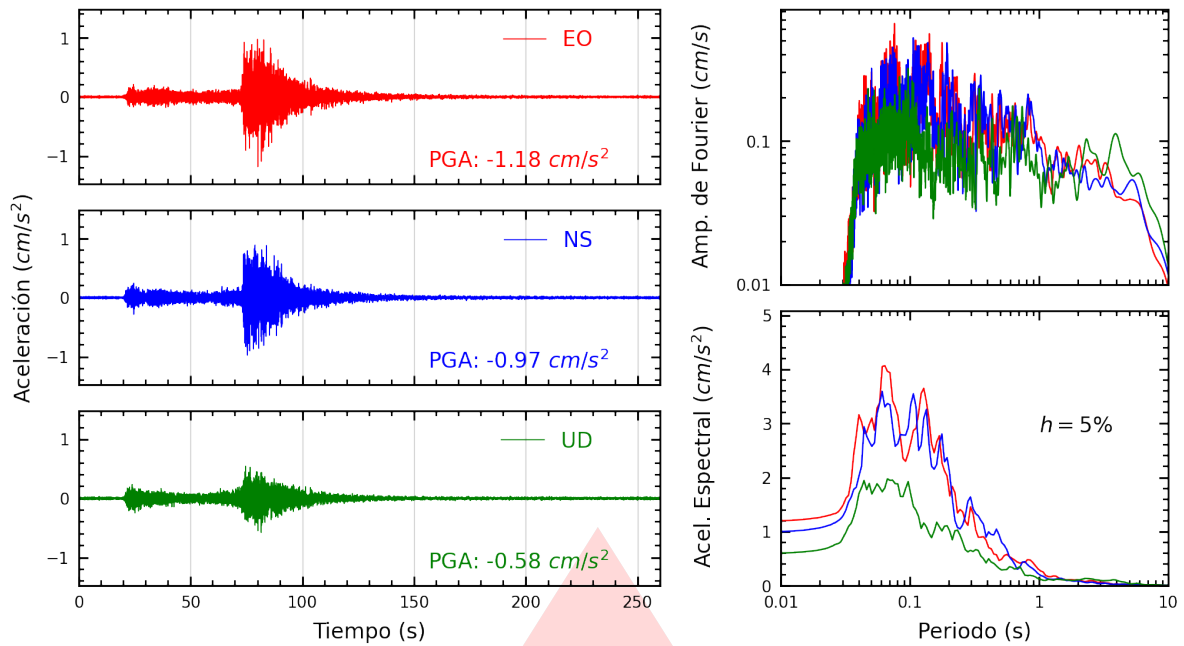 Aceleración (cm/s²)
1
0
−1
EO
PGA: -1.18 cm/s²
1
0
−1
NS
PGA: -0.97 cm/s²
1
0
−1
UD
PGA: -0.58 cm/s²
0 50 100 150 200 250
Tiempo (s)
Amp. de Fourier (cm/s)
0.1
0.01
Acel. Espectral (cm/s²)
5
4
3
2
1
0
h = 5%
0.01 0.1 1 10
Periodo (s)